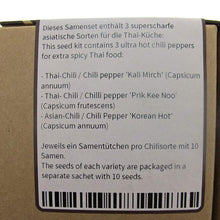 Dieses Samenset enthält 3 superscharfe
asiatische Sorten für die Thai-Küche:
This seed kit contains 3 ultra hot chili peppers
for extra spicy Thai food:
- Thai-Chili / Chili pepper 'Kali Mirch' (Capsicum
annuum)
- Thai-Chili / Chili pepper 'Prik Kee Noo'
(Capsicum frutescens)
- Asian-Chili / Chili pepper 'Korean Hot'
(Capsicum annuum)
Jeweils ein Samentütchen pro Chilisorte mit 10
Samen.
The seeds of each variety are packaged in a
separate sachet with 10 seeds.